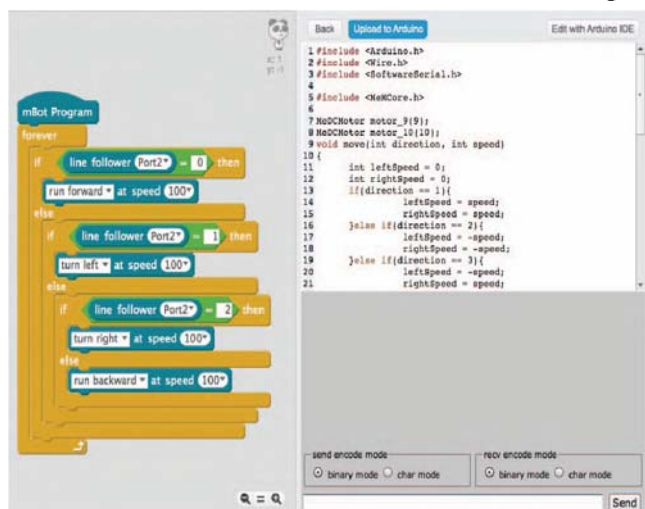 x: 1
y: -1
mBot Program
forever
if line follower Port2 = 0 then
run forward at speed 100
else
if line follower Port2 = 1 then
turn left at speed 100
else
if line follower Port2 = 2 then
turn right at speed 100
else
run backward at speed 100
Back Upload to Arduino Edit with Arduino IDE
1 #include <Arduino.h>
2 #include <Wire.h>
3 #include <SoftwareSerial.h>
4
5 #include <MeMCore.h>
6
7 MeDCMotor motor_9(9);
8 MeDCMotor motor_10(10);
9 void move(int direction, int speed)
10 {
11 int leftSpeed = 0;
12 int rightSpeed = 0;
13 if(direction == 1){
14 leftSpeed = speed;
15 rightSpeed = speed;
16 }else if(direction == 2){
17 leftSpeed = -speed;
18 rightSpeed = -speed;
19 }else if(direction == 3){
20 leftSpeed = -speed;
21 rightSpeed = speed;
send encode mode recv encode mode
binary mode char mode binary mode char mode
Send